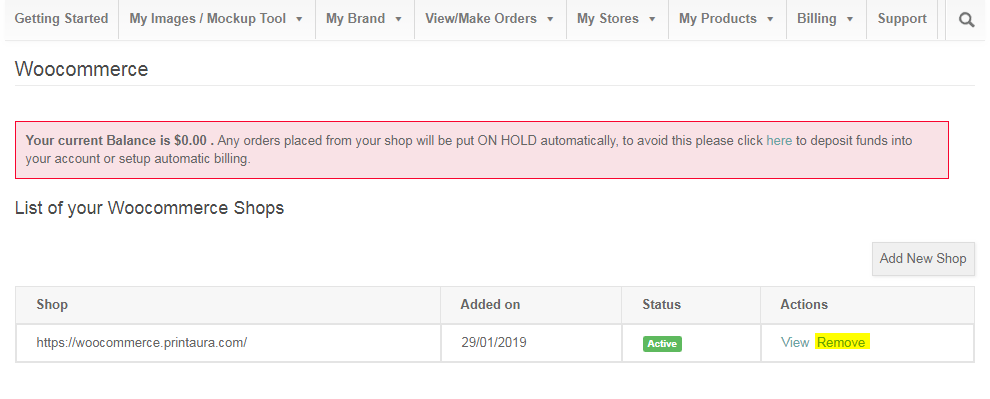 Getting Started My Images / Mockup Tool My Brand View/Make Orders My Stores My Products Billing Support
Woocommerce
Your current Balance is $0.00 . Any orders placed from your shop will be put ON HOLD automatically, to avoid this please click here to deposit funds into
your account or setup automatic billing.
List of your Woocommerce Shops
Add New Shop
Shop Added on Status Actions
https://woocommerce.printaura.com/ 29/01/2019 Active View Remove